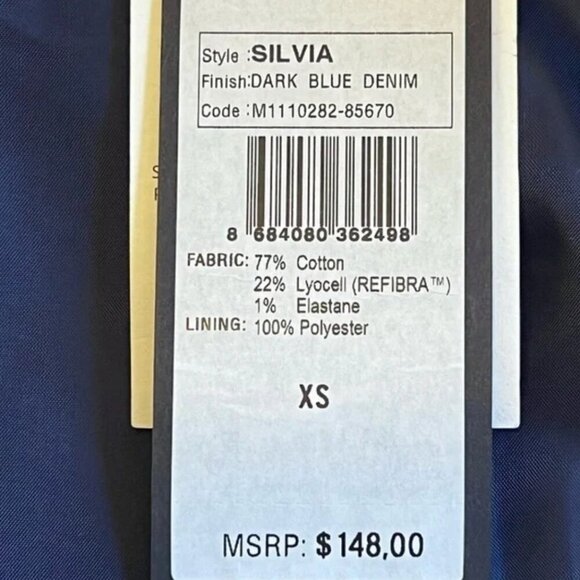 Style :SILVIA
Finish:DARK BLUE DENIM
Code :M1110282-85670
8 684080 362498
FABRIC: 77% Cotton
22% Lyocell (REFIBRA™)
1% Elastane
LINING: 100% Polyester
XS
MSRP: $148,00